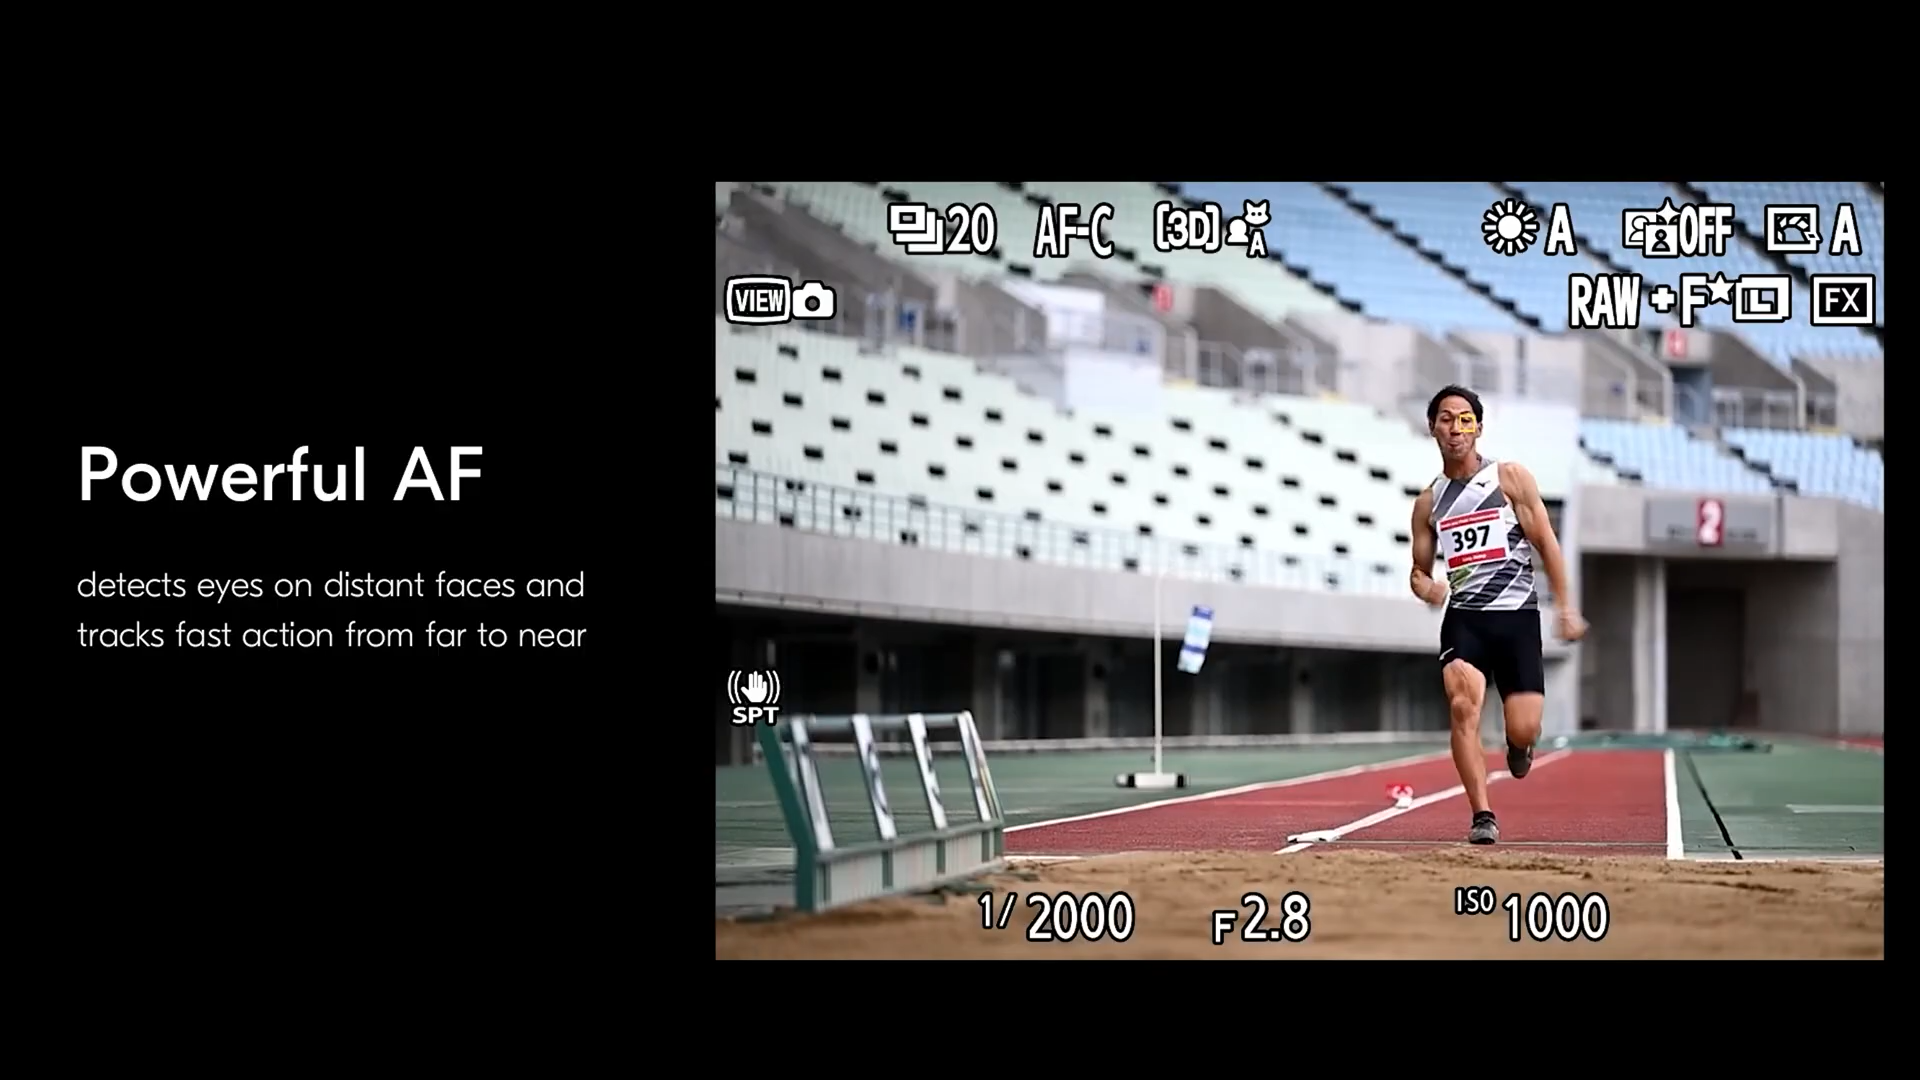 Powerful AF
detects eyes on distant faces and
tracks fast action from far to near
20 AF-C [3D] A A OFF A
VIEW RAW + F★ L FX
2
397
SPT
1/2000 F2.8 ISO 1000